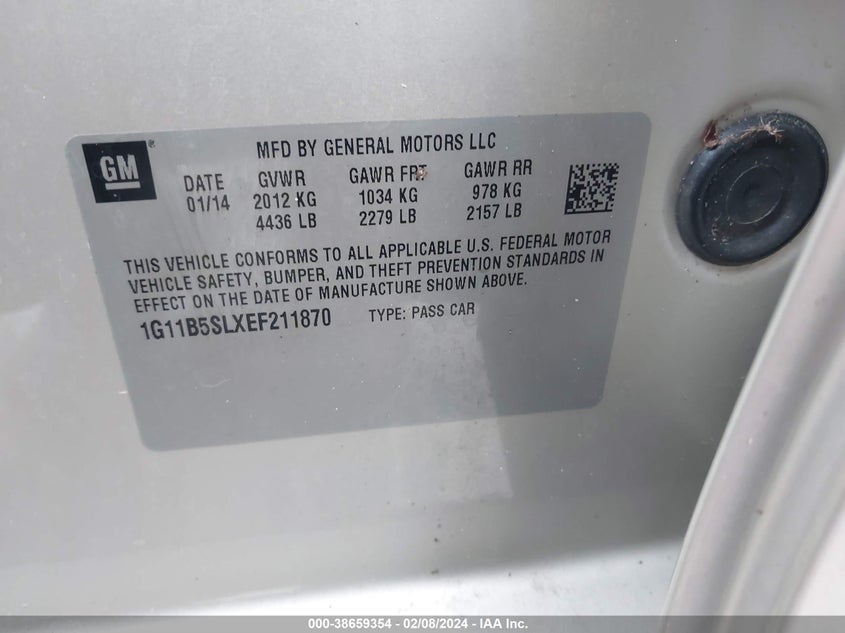 GM ®
MFD BY GENERAL MOTORS LLC
DATE GVWR GAWR FRT GAWR RR
01/14 2012 KG 1034 KG 978 KG
4436 LB 2279 LB 2157 LB
THIS VEHICLE CONFORMS TO ALL APPLICABLE U.S. FEDERAL MOTOR
VEHICLE SAFETY, BUMPER, AND THEFT PREVENTION STANDARDS IN
EFFECT ON THE DATE OF MANUFACTURE SHOWN ABOVE.
1G11B5SLXEF211870 TYPE: PASS CAR
000-38659354 - 02/08/2024 - IAA Inc.